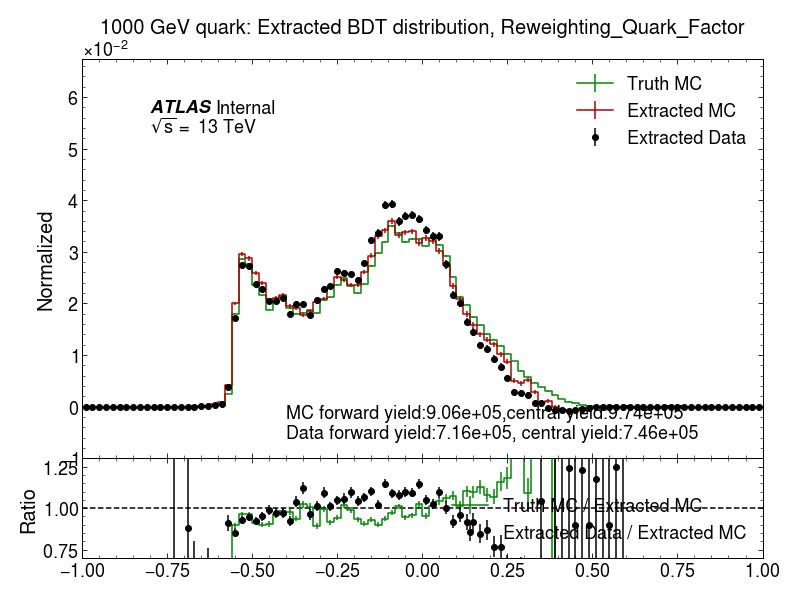 1000 GeV quark: Extracted BDT distribution, Reweighting_Quark_Factor
×10⁻²
ATLAS Internal
√s = 13 TeV
Truth MC
Extracted MC
Extracted Data
Normalized
6
5
4
3
2
1
0
1
MC forward yield:9.06e+05,central yield:9.74e+05
Data forward yield:7.16e+05, central yield:7.46e+05
Ratio
1.25
1.00
0.75
Truth MC / Extracted MC
Extracted Data / Extracted MC
−1.00 −0.75 −0.50 −0.25 0.00 0.25 0.50 0.75 1.00